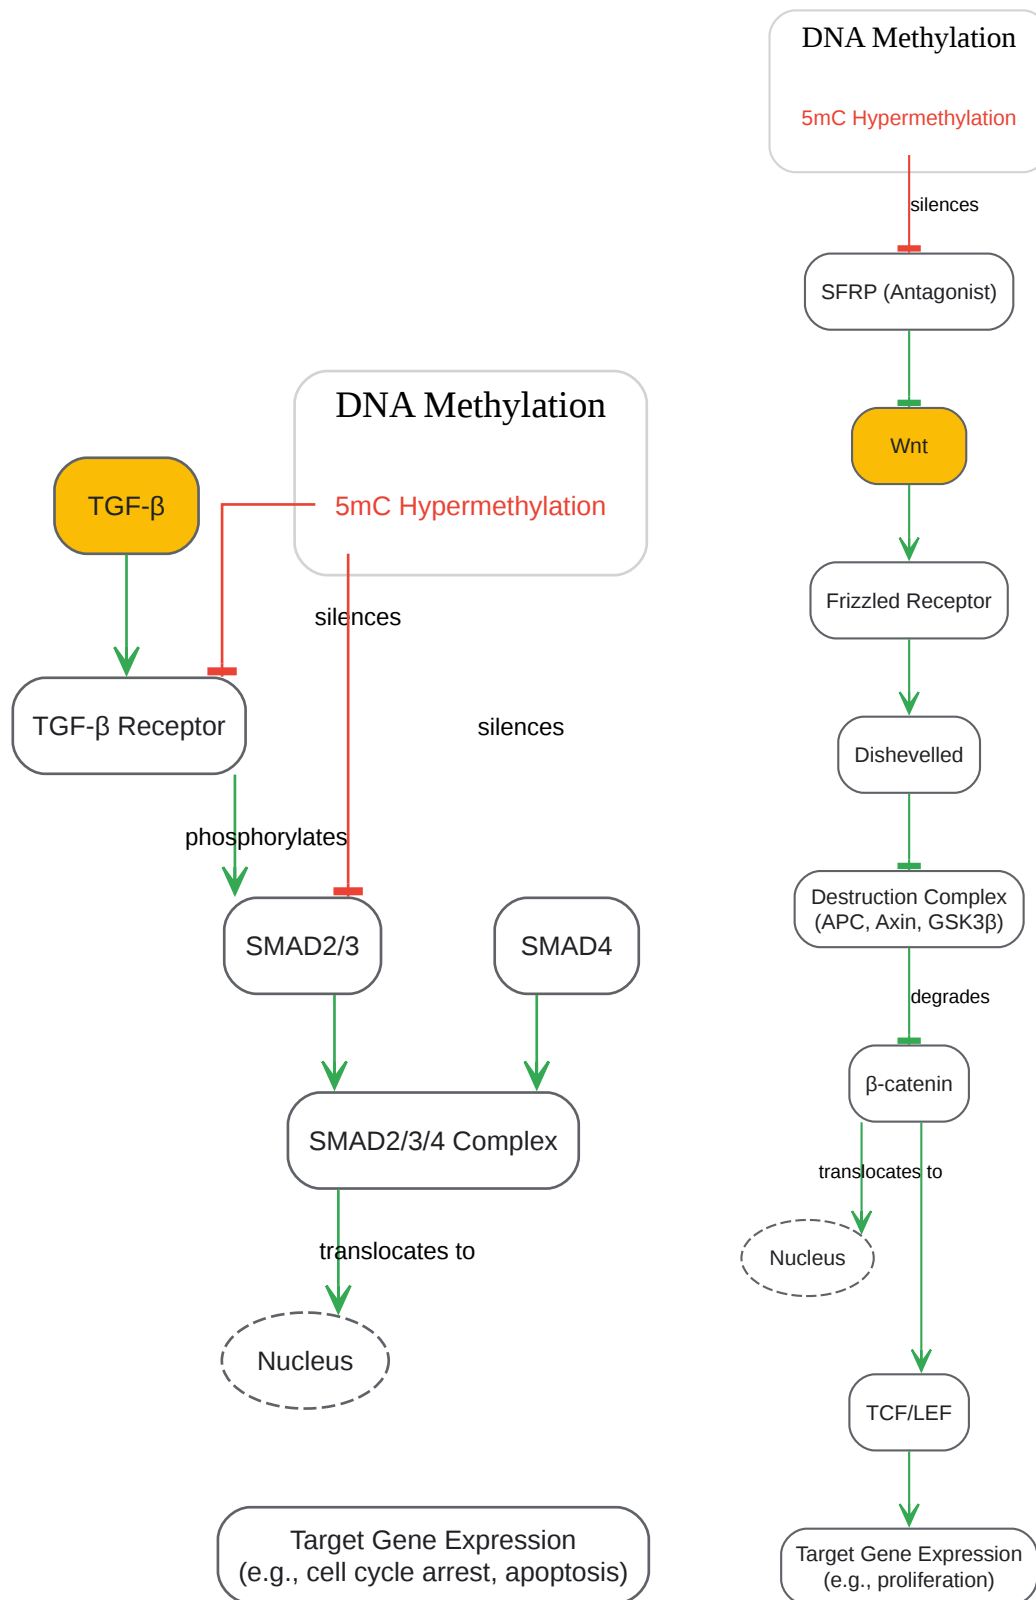 DNA Methylation
5mC Hypermethylation
TGF-β
silences
TGF-β Receptor
silences
phosphorylates
SMAD2/3
SMAD4
SMAD2/3/4 Complex
translocates to
Nucleus
Target Gene Expression
(e.g., cell cycle arrest, apoptosis)
DNA Methylation
5mC Hypermethylation
silences
SFRP (Antagonist)
Wnt
Frizzled Receptor
Dishevelled
Destruction Complex
(APC, Axin, GSK3β)
degrades
β-catenin
translocates to
Nucleus
TCF/LEF
Target Gene Expression
(e.g., proliferation)